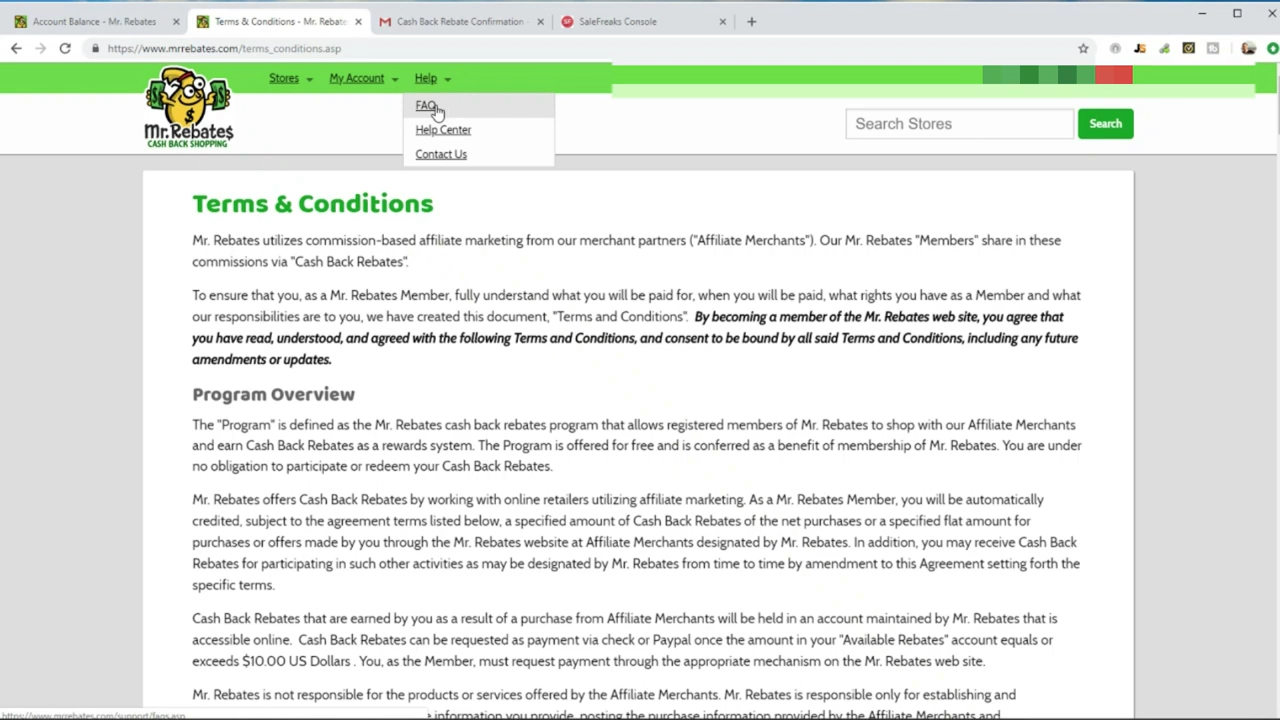 Account Balance - Mr. Rebates
Terms & Conditions - Mr. Rebate
Cash Back Rebate Confirmation -
SaleFreaks Console
https://www.mrrebates.com/terms_conditions.asp
JS
Stores
My Account
Help
FAQ
Help Center
Contact Us
Mr. Rebates
CASH BACK SHOPPING
Search Stores
Search
Terms & Conditions
Mr. Rebates utilizes commission-based affiliate marketing from our merchant partners ("Affiliate Merchants"). Our Mr. Rebates "Members" share in these
commissions via "Cash Back Rebates".
To ensure that you, as a Mr. Rebates Member, fully understand what you will be paid for, when you will be paid, what rights you have as a Member and what
our responsibilities are to you, we have created this document, "Terms and Conditions". By becoming a member of the Mr. Rebates web site, you agree that
you have read, understood, and agreed with the following Terms and Conditions, and consent to be bound by all said Terms and Conditions, including any future
amendments or updates.
Program Overview
The "Program" is defined as the Mr. Rebates cash back rebates program that allows registered members of Mr. Rebates to shop with our Affiliate Merchants
and earn Cash Back Rebates as a rewards system. The Program is offered for free and is conferred as a benefit of membership of Mr. Rebates. You are under
no obligation to participate or redeem your Cash Back Rebates.
Mr. Rebates offers Cash Back Rebates by working with online retailers utilizing affiliate marketing. As a Mr. Rebates Member, you will be automatically
credited, subject to the agreement terms listed below, a specified amount of Cash Back Rebates of the net purchases or a specified flat amount for
purchases or offers made by you through the Mr. Rebates website at Affiliate Merchants designated by Mr. Rebates. In addition, you may receive Cash Back
Rebates for participating in such other activities as may be designated by Mr. Rebates from time to time by amendment to this Agreement setting forth the
specific terms.
Cash Back Rebates that are earned by you as a result of a purchase from Affiliate Merchants will be held in an account maintained by Mr. Rebates that is
accessible online. Cash Back Rebates can be requested as payment via check or Paypal once the amount in your "Available Rebates" account equals or
exceeds $10.00 US Dollars . You, as the Member, must request payment through the appropriate mechanism on the Mr. Rebates web site.
Mr. Rebates is not responsible for the products or services offered by the Affiliate Merchants. Mr. Rebates is responsible only for establishing and
information you provide, posting the purchase information provided by the Affiliate Merchants and
https://www.mrrebates.com/support/faqs.asp